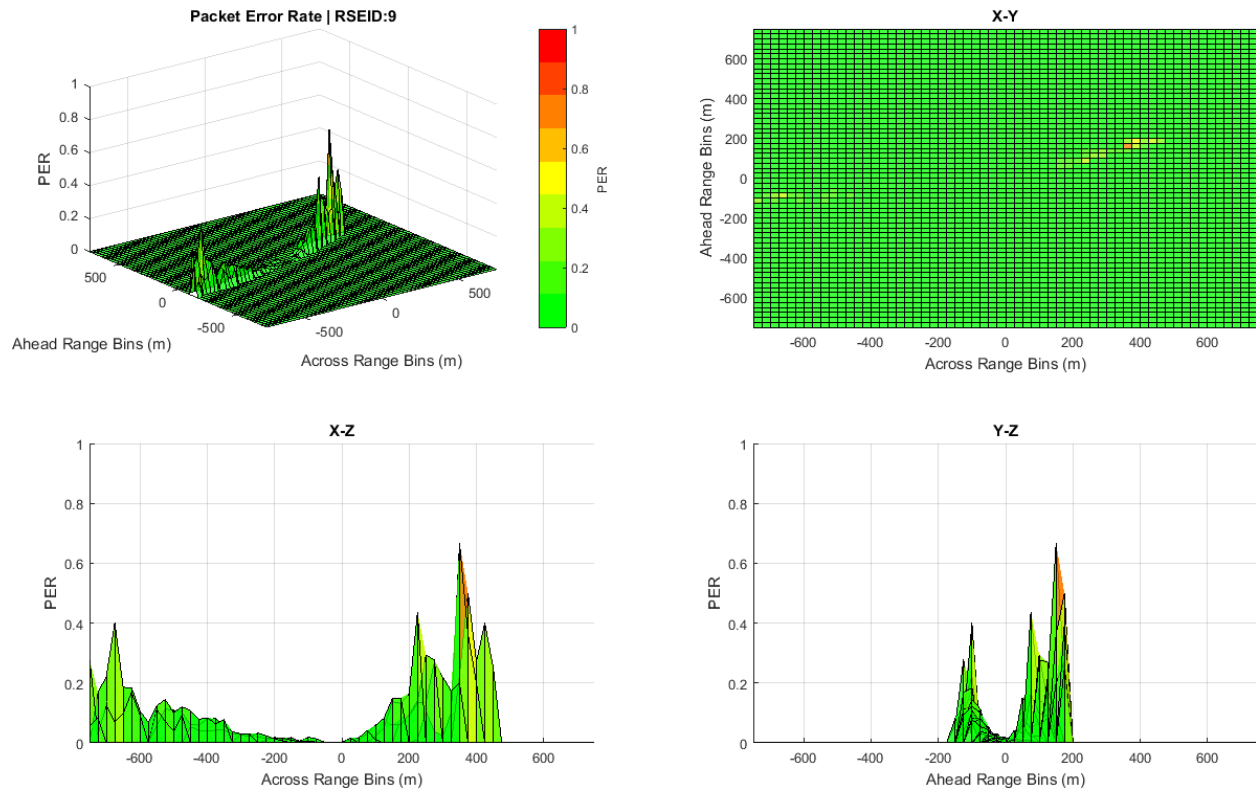 Packet Error Rate | RSEID:9
1
0.8
0.6
0.4
0.2
0
PER
500
0
-500
Ahead Range Bins (m)
-500
0
500
Across Range Bins (m)
1
0.8
0.6
0.4
0.2
0
PER
X-Y
600
400
200
0
-200
-400
-600
Ahead Range Bins (m)
-600 -400 -200 0 200 400 600
Across Range Bins (m)
X-Z
1
0.8
0.6
0.4
0.2
0
PER
-600 -400 -200 0 200 400 600
Across Range Bins (m)
Y-Z
1
0.8
0.6
0.4
0.2
0
PER
-600 -400 -200 0 200 400 600
Ahead Range Bins (m)